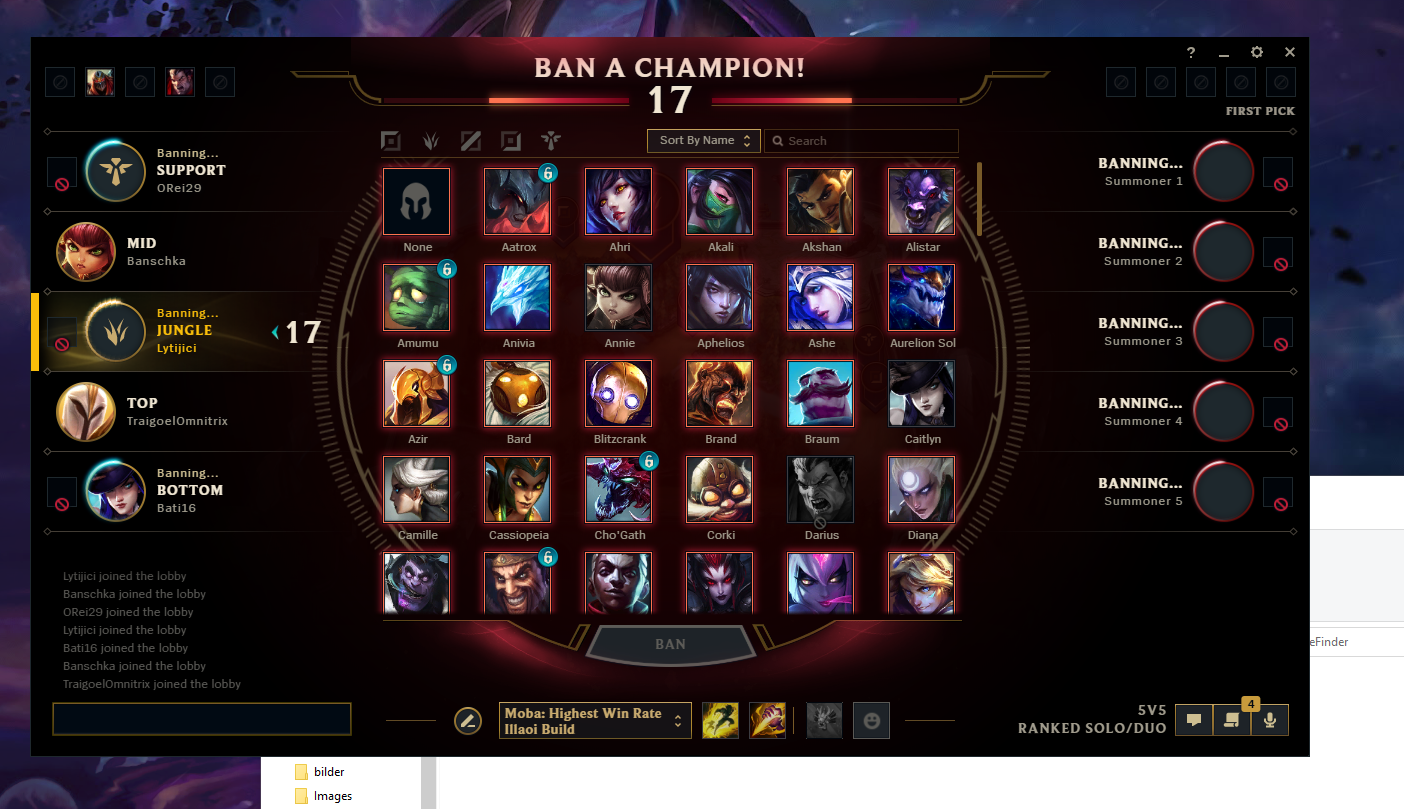 BAN A CHAMPION!
17
?
FIRST PICK
Sort By Name
Search
Banning...
SUPPORT
ORei29
MID
Banschka
Banning...
JUNGLE
Lytijici
17
TOP
TraigoelOmnitrix
Banning...
BOTTOM
Bati16
6
None
Aatrox
Ahri
Akali
Akshan
Alistar
6
Amumu
Anivia
Annie
Aphelios
Ashe
Aurelion Sol
6
Azir
Bard
Blitzcrank
Brand
Braum
Caitlyn
6
Camille
Cassiopeia
Cho'Gath
Corki
Darius
Diana
6
BANNING...
Summoner 1
BANNING...
Summoner 2
BANNING...
Summoner 3
BANNING...
Summoner 4
BANNING...
Summoner 5
Lytijici joined the lobby
Banschka joined the lobby
ORei29 joined the lobby
Lytijici joined the lobby
Bati16 joined the lobby
Banschka joined the lobby
TraigoelOmnitrix joined the lobby
BAN
Moba: Highest Win Rate
Illaoi Build
5V5
RANKED SOLO/DUO
4
eFinder
bilder
Images